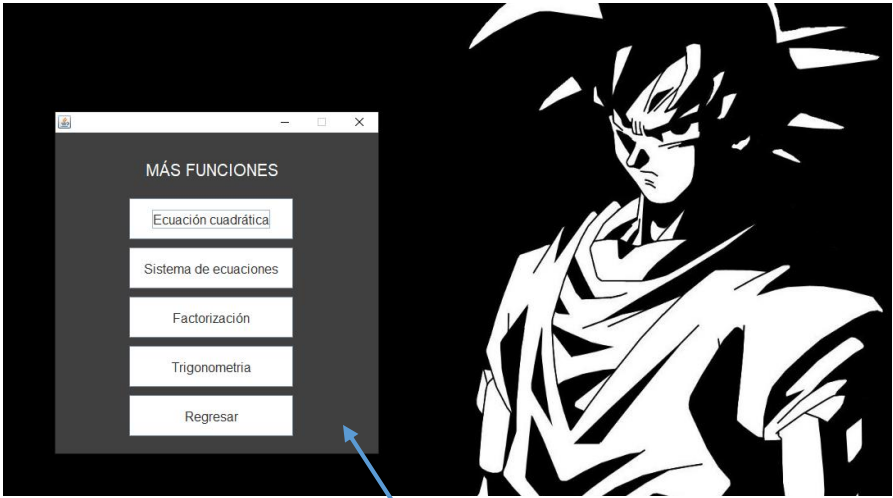 MÁS FUNCIONES
Ecuación cuadrática
Sistema de ecuaciones
Factorización
Trigonometria
Regresar